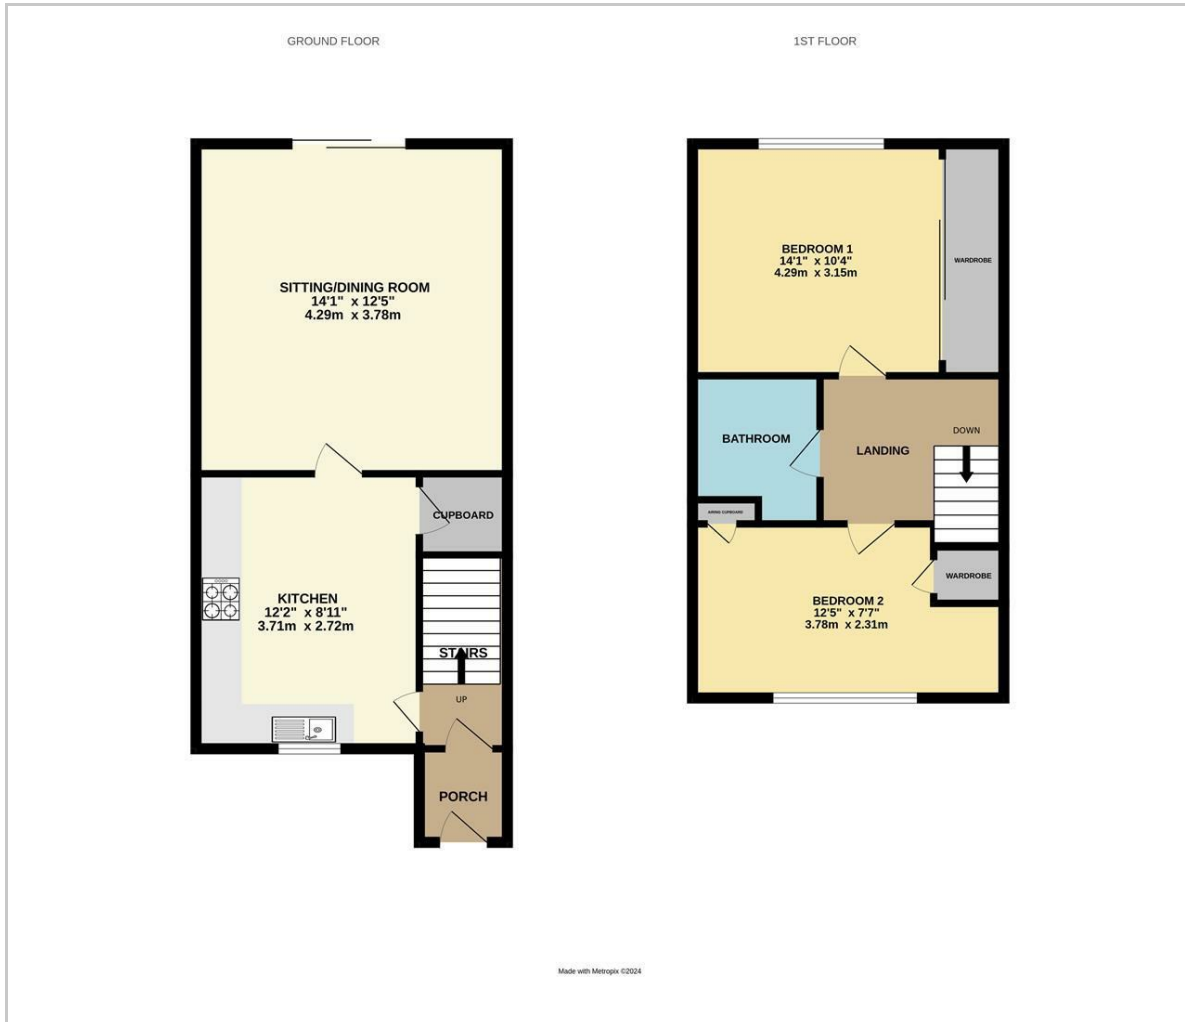 GROUND FLOOR
SITTING/DINING ROOM
14'1" x 12'5"
4.29m x 3.78m
CUPBOARD
KITCHEN
12'2" x 8'11"
3.71m x 2.72m
STAIRS
UP
PORCH
1ST FLOOR
BEDROOM 1
14'1" x 10'4"
4.29m x 3.15m
WARDROBE
BATHROOM
DOWN
LANDING
AIRING CUPBOARD
WARDROBE
BEDROOM 2
12'5" x 7'7"
3.78m x 2.31m
Made with Metropix ©2024